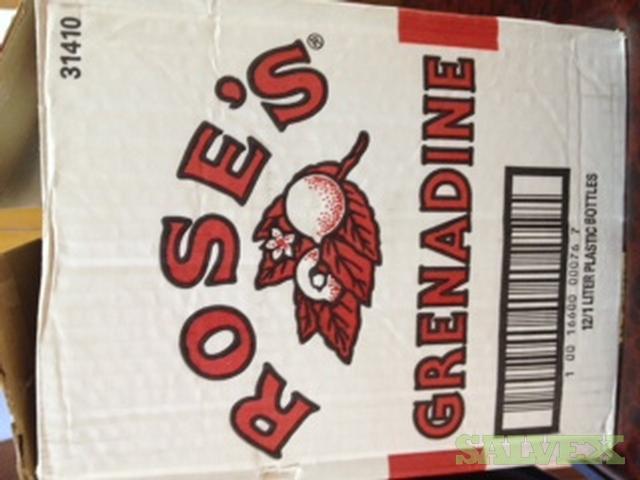 31410
ROSE'S®
GRENADINE
1 00 16600 00076 7
12/1 LITER PLASTIC BOTTLES
SALVEX